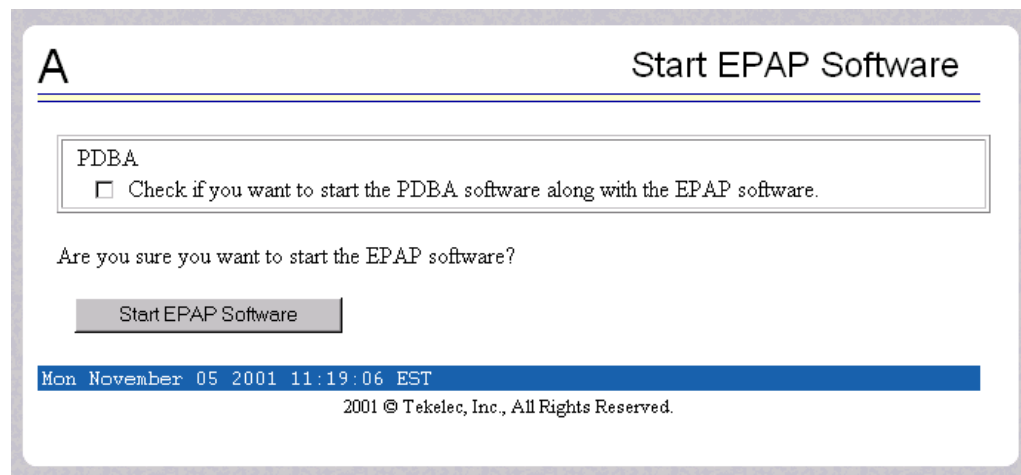 A
Start EPAP Software
PDBA
Check if you want to start the PDBA software along with the EPAP software.
Are you sure you want to start the EPAP software?
Start EPAP Software
Mon November 05 2001 11:19:06 EST
2001 © Tekelec, Inc., All Rights Reserved.